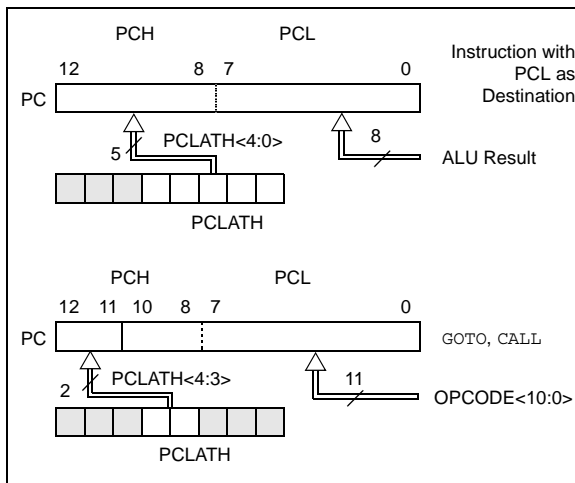 PCH PCL
12 8 7 0
Instruction with
PCL as
Destination
PC
5 PCLATH<4:0>
8
ALU Result
PCLATH
PCH PCL
12 11 10 8 7 0
PC
GOTO, CALL
2 PCLATH<4:3>
11
OPCODE<10:0>
PCLATH